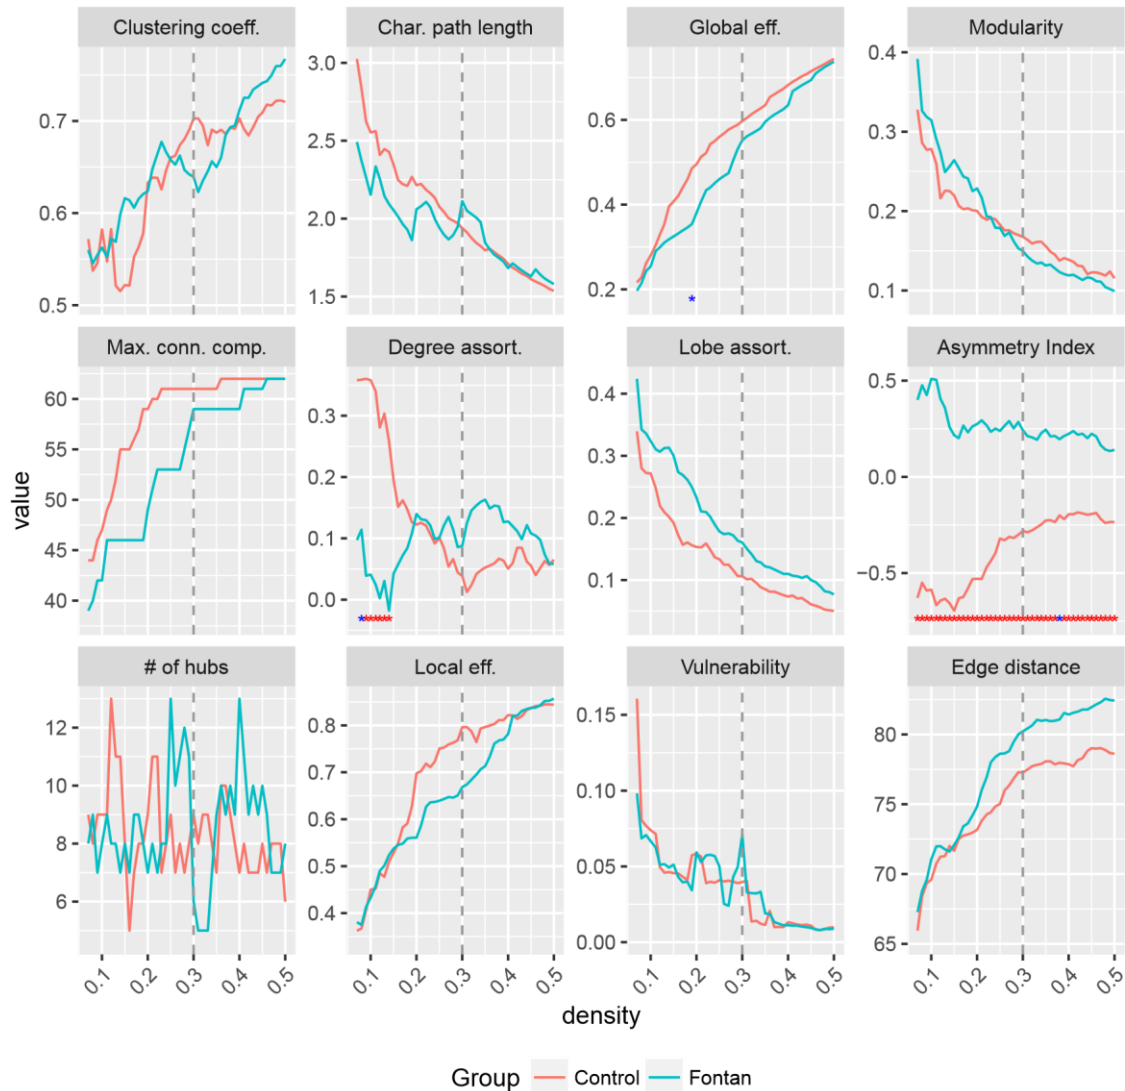 Clustering coeff.
Char. path length
Global eff.
Modularity
0.7
0.6
0.5
3.0
2.5
2.0
1.5
0.6
0.4
0.2
*
0.4
0.3
0.2
0.1
Max. conn. comp.
Degree assort.
Lobe assort.
Asymmetry Index
60
55
50
45
40
0.3
0.2
0.1
0.0
*******
0.4
0.3
0.2
0.1
0.5
0.0
−0.5
********************************************
value
# of hubs
Local eff.
Vulnerability
Edge distance
12
10
8
6
0.8
0.7
0.6
0.5
0.4
0.15
0.10
0.05
0.00
80
75
70
65
0.1 0.2 0.3 0.4 0.5
0.1 0.2 0.3 0.4 0.5
0.1 0.2 0.3 0.4 0.5
0.1 0.2 0.3 0.4 0.5
density
Group Control Fontan